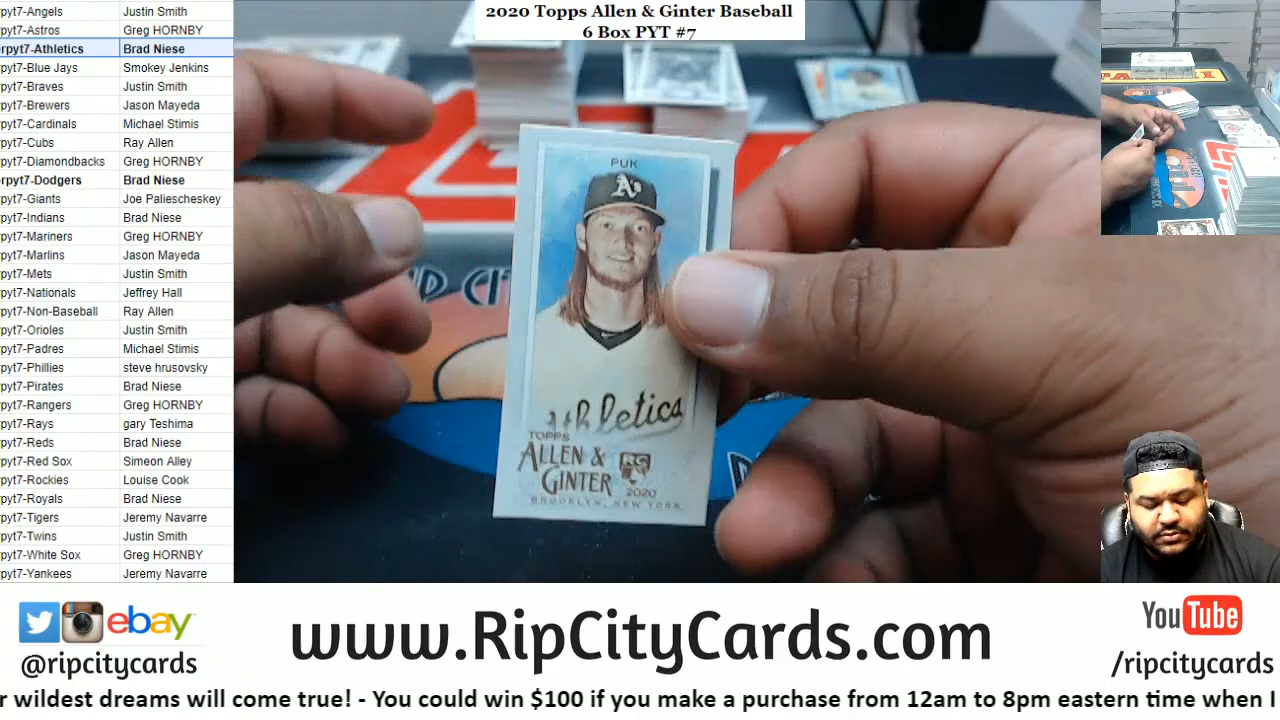 2020 Topps Allen & Ginter Baseball
6 Box PYT #7
pyt7-Angels Justin Smith
pyt7-Astros Greg HORNBY
rpyt7-Athletics Brad Niese
pyt7-Blue Jays Smokey Jenkins
pyt7-Braves Justin Smith
pyt7-Brewers Jason Mayeda
pyt7-Cardinals Michael Stimis
pyt7-Cubs Ray Allen
pyt7-Diamondbacks Greg HORNBY
rpyt7-Dodgers Brad Niese
pyt7-Giants Joe Paliescheskey
pyt7-Indians Brad Niese
pyt7-Mariners Greg HORNBY
pyt7-Marlins Jason Mayeda
pyt7-Mets Justin Smith
pyt7-Nationals Jeffrey Hall
pyt7-Non-Baseball Ray Allen
pyt7-Orioles Justin Smith
pyt7-Padres Michael Stimis
pyt7-Phillies steve hrusovsky
pyt7-Pirates Brad Niese
pyt7-Rangers Greg HORNBY
pyt7-Rays gary Teshima
pyt7-Reds Brad Niese
pyt7-Red Sox Simeon Alley
pyt7-Rockies Louise Cook
pyt7-Royals Brad Niese
pyt7-Tigers Jeremy Navarre
pyt7-Twins Justin Smith
pyt7-White Sox Greg HORNBY
pyt7-Yankees Jeremy Navarre
PUK
A's
Athletics
TOPPS
ALLEN &
GINTER
RC
2020
BROOKLYN, NEW YORK
IP CI
PANINI
ebay
@ripcitycards
www.RipCityCards.com
YouTube
/ripcitycards
r wildest dreams will come true! - You could win $100 if you make a purchase from 12am to 8pm eastern time when I